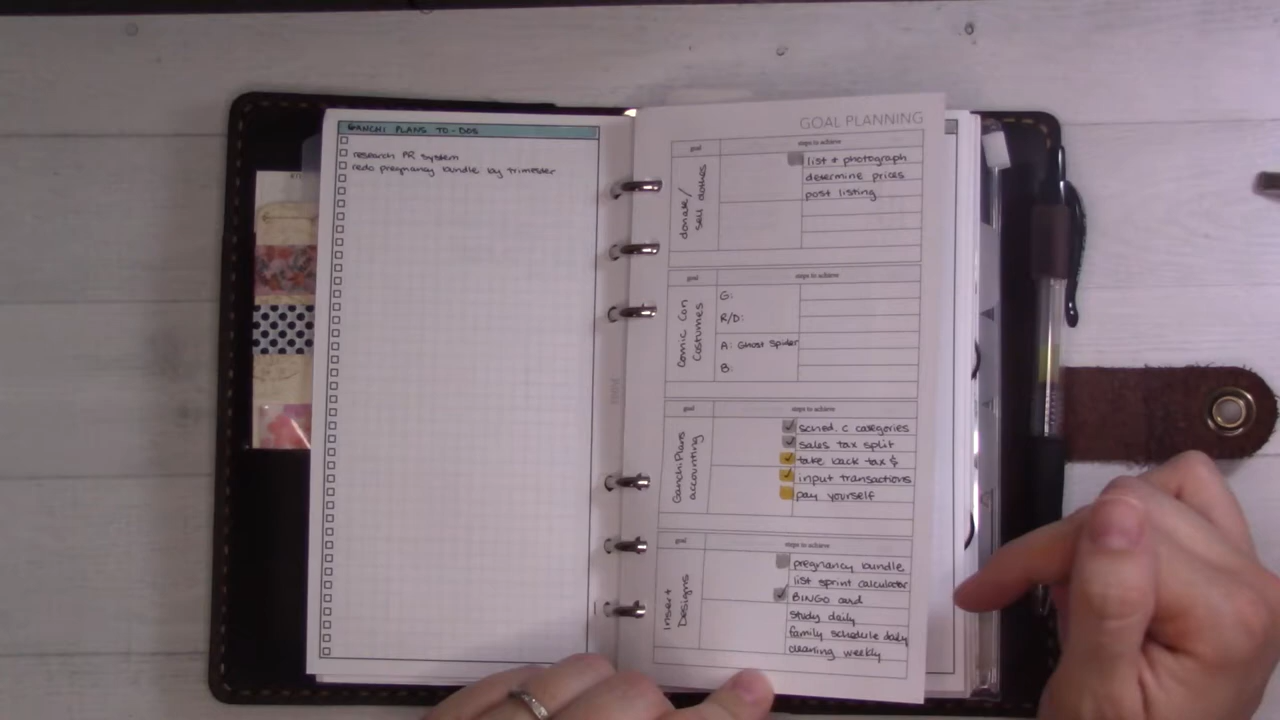 GANCHI PLANS TO-DOS
research PR system
redo pregnancy bundle by trimester
GOAL PLANNING
goal
steps to achieve
donate/
sell clothes
list + photograph
determine prices
post listing
goal
steps to achieve
Comic Con
Costumes
G:
R/D:
A: Ghost Spider
B:
goal
steps to achieve
GanchiPlans
accounting
sched. C categories
sales tax split
take back tax $
input transactions
pay yourself
goal
steps to achieve
Insert
Designs
pregnancy bundle
list sprint calculator
BINGO card
study daily
family schedule daily
cleaning weekly